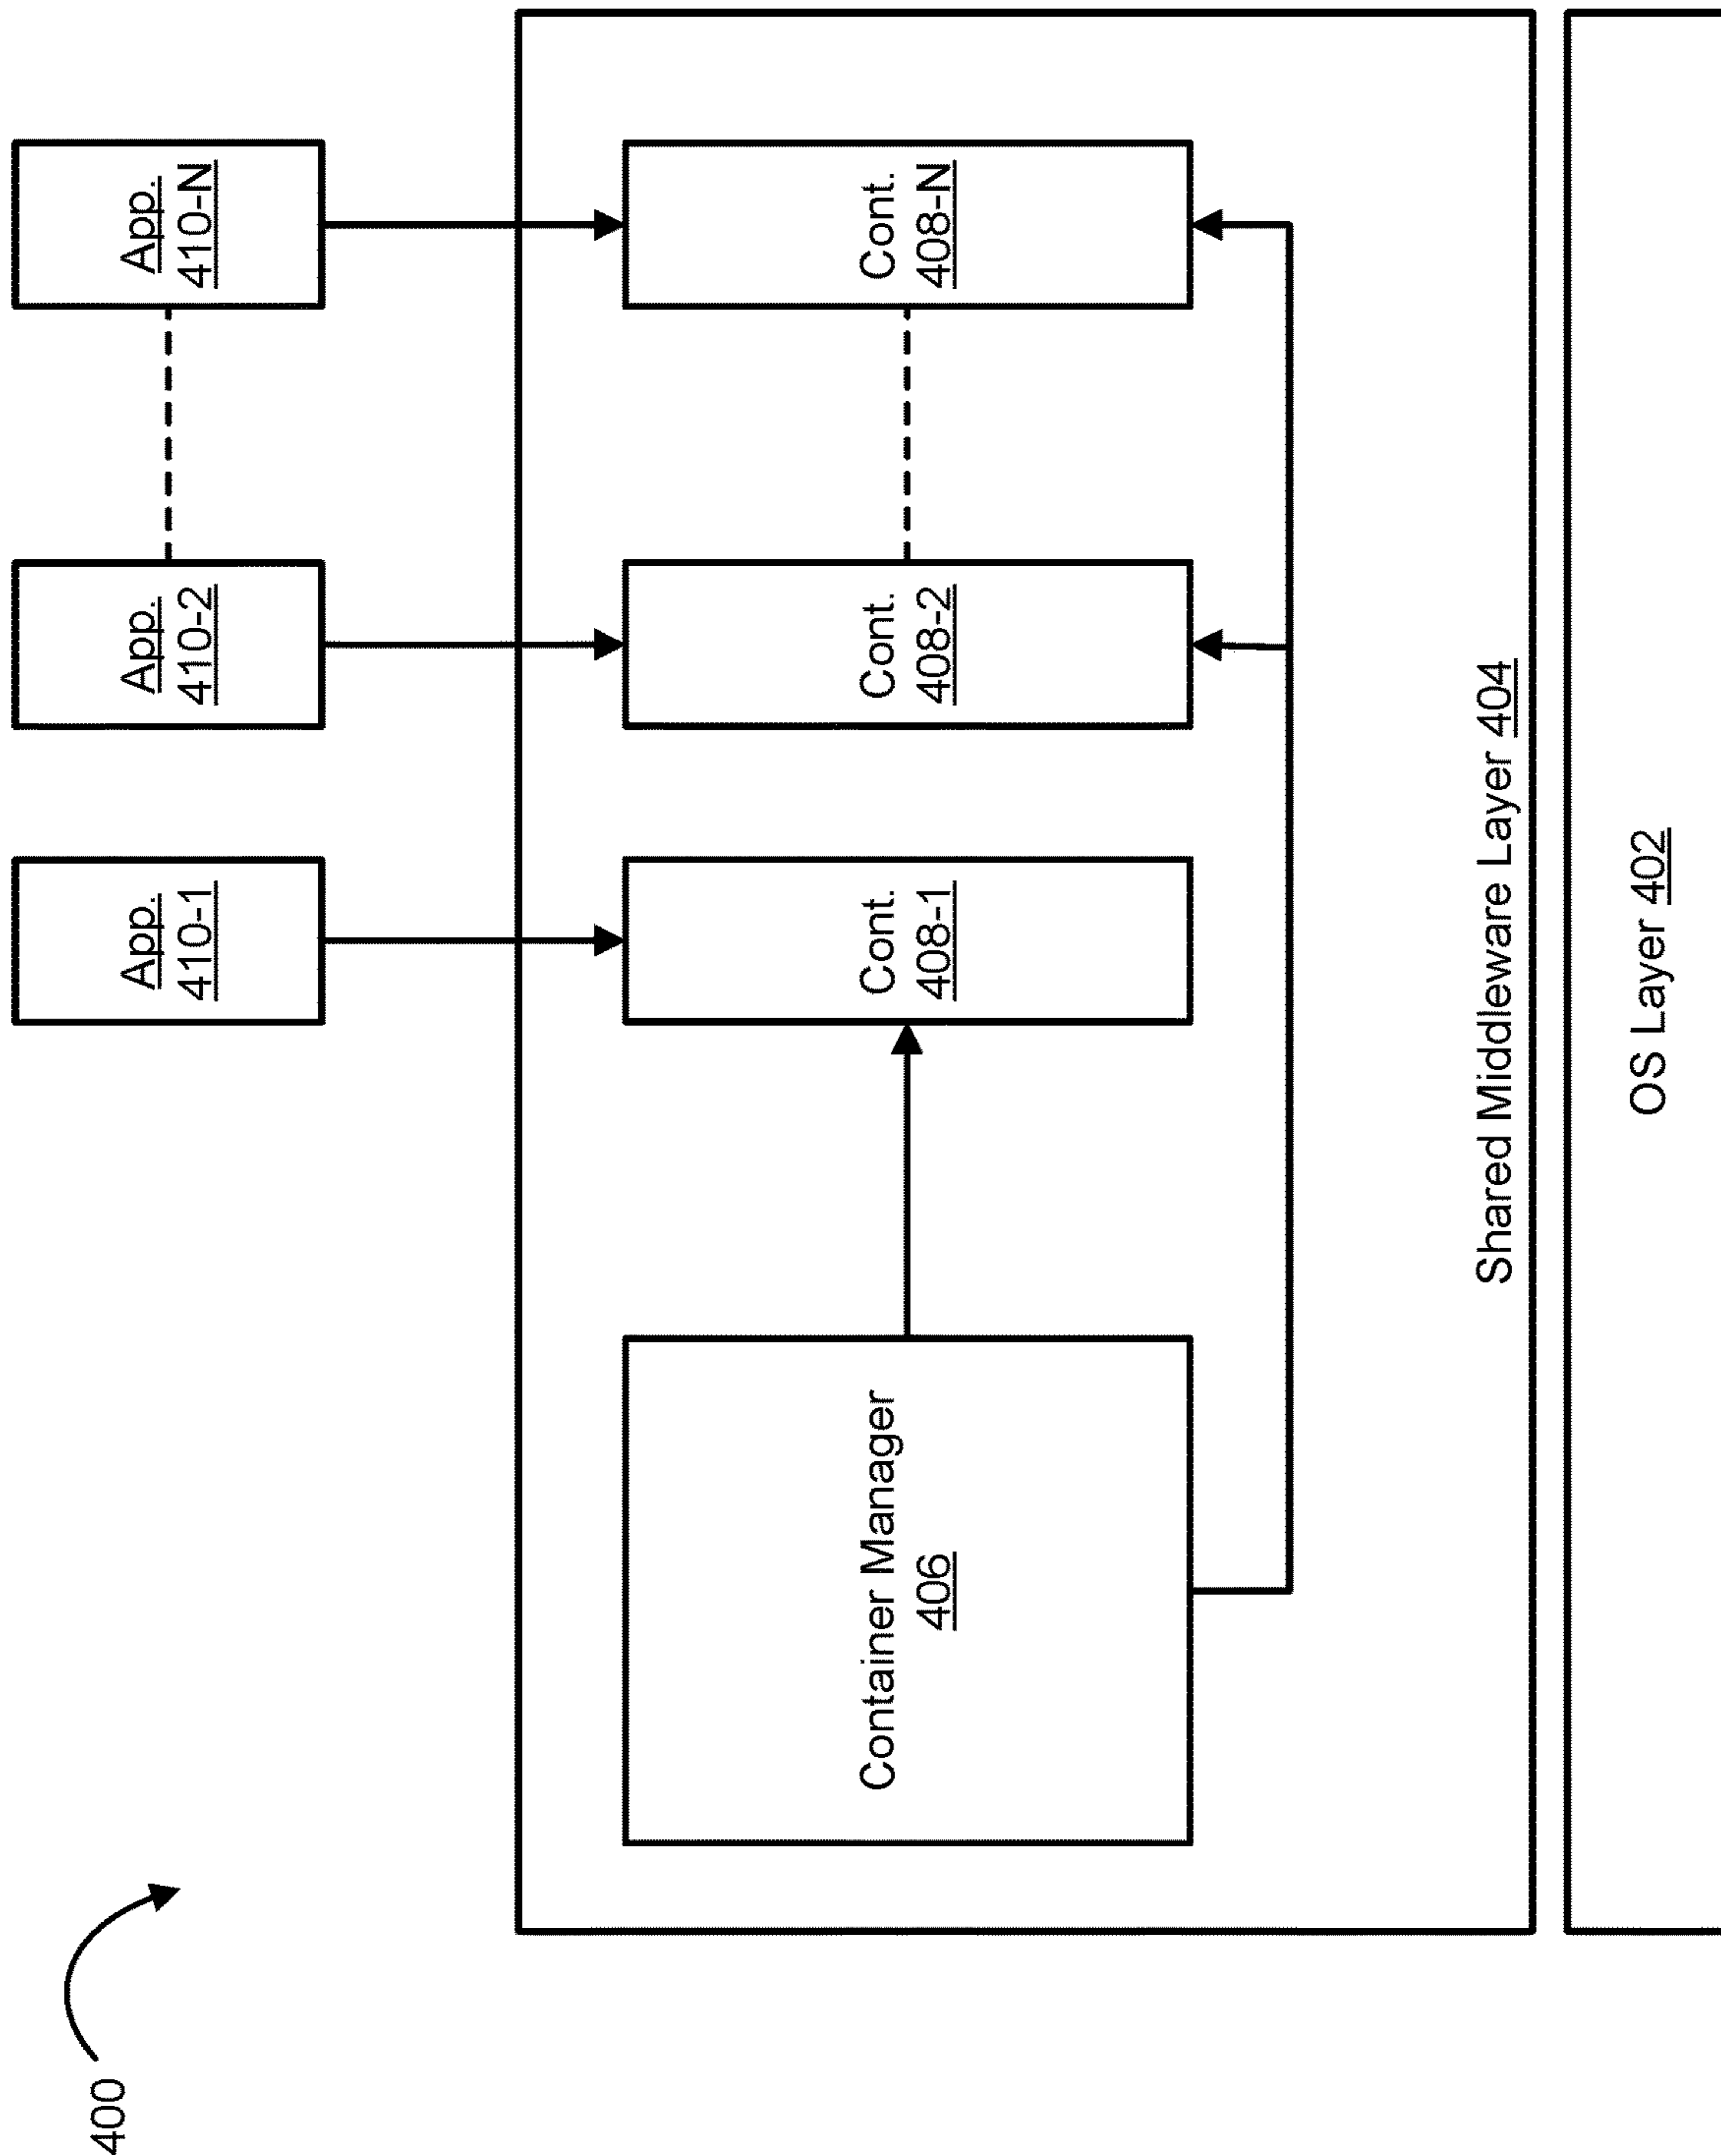 400
App.
410-1
App.
410-2
App.
410-N
Container Manager
406
Cont.
408-1
Cont.
408-2
Cont.
408-N
Shared Middleware Layer 404
OS Layer 402